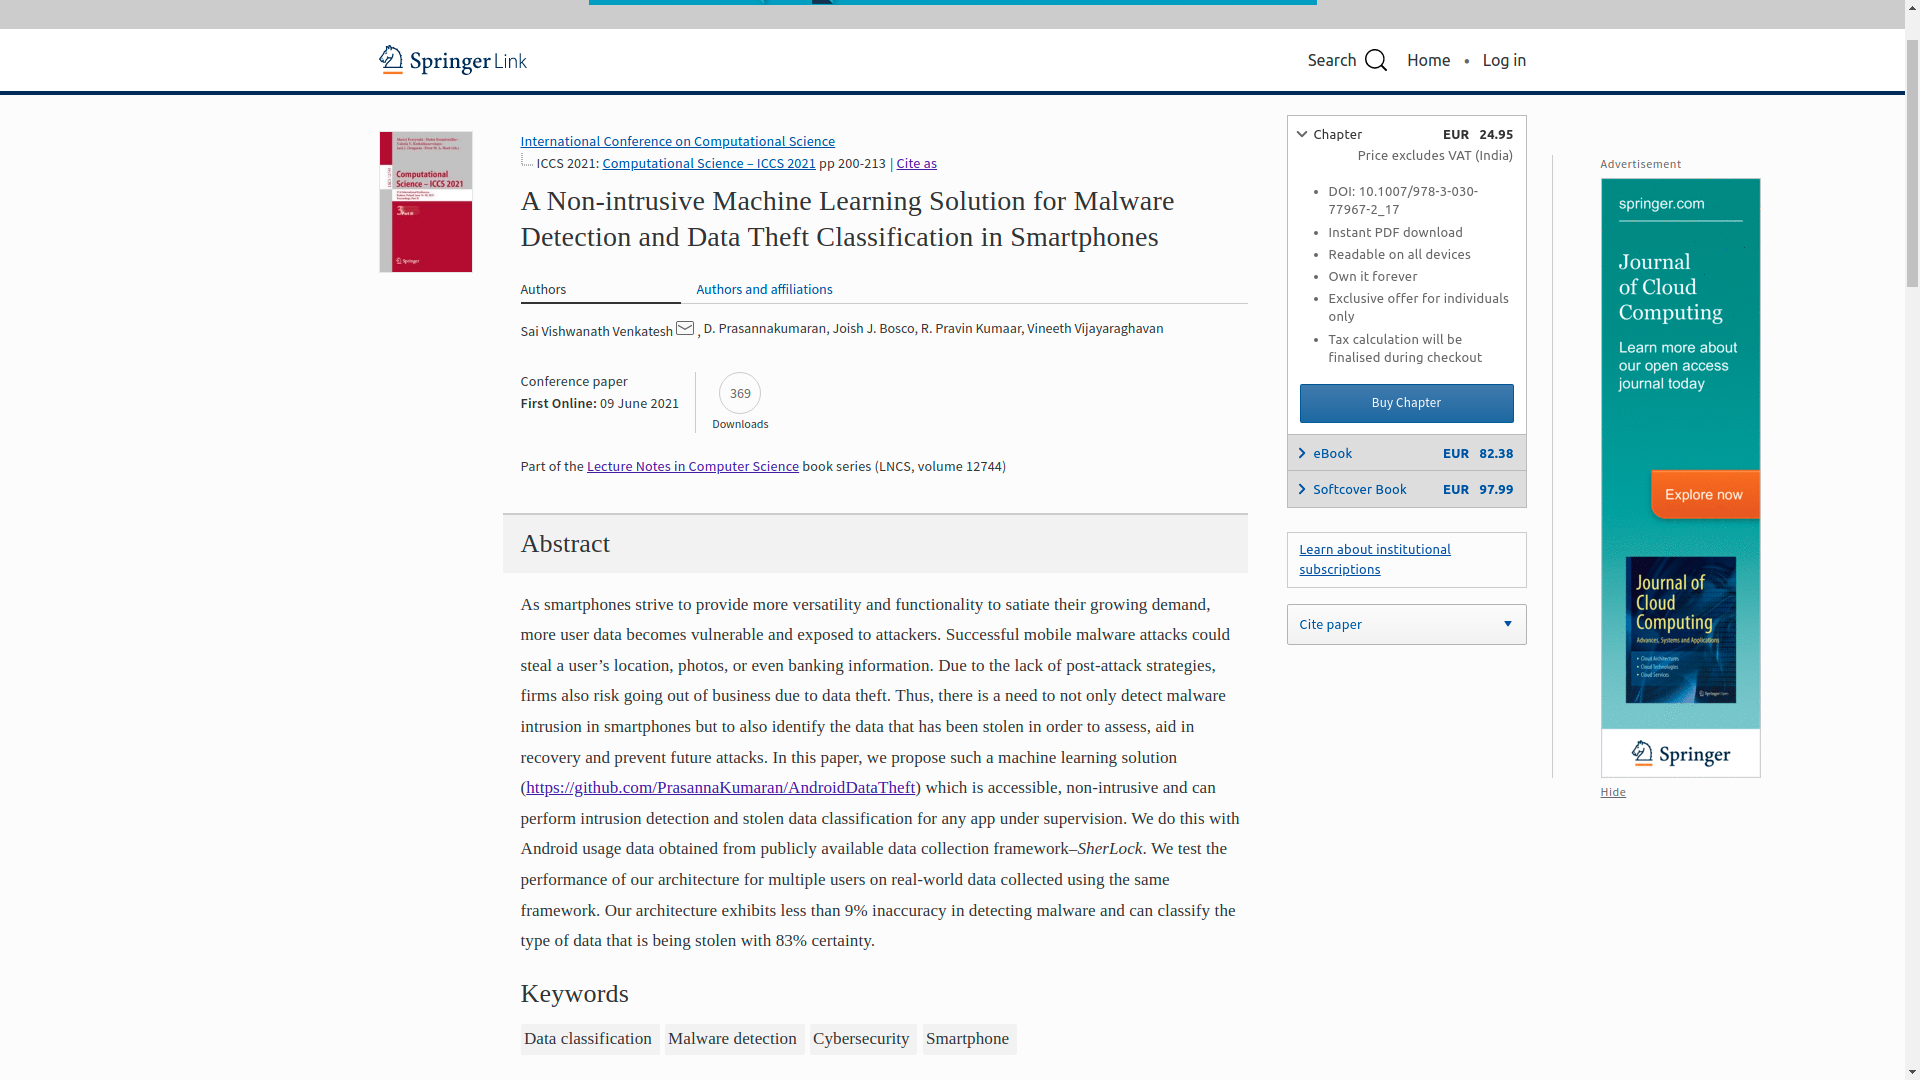 Springer Link
Search
Home
•
Log in
International Conference on Computational Science
ICCS 2021: Computational Science – ICCS 2021 pp 200-213 | Cite as
A Non-intrusive Machine Learning Solution for Malware
Detection and Data Theft Classification in Smartphones
Authors
Authors and affiliations
Sai Vishwanath Venkatesh , D. Prasannakumaran, Joish J. Bosco, R. Pravin Kumaar, Vineeth Vijayaraghavan
Conference paper
First Online: 09 June 2021
369
Downloads
Part of the Lecture Notes in Computer Science book series (LNCS, volume 12744)
Abstract
As smartphones strive to provide more versatility and functionality to satiate their growing demand,
more user data becomes vulnerable and exposed to attackers. Successful mobile malware attacks could
steal a user’s location, photos, or even banking information. Due to the lack of post-attack strategies,
firms also risk going out of business due to data theft. Thus, there is a need to not only detect malware
intrusion in smartphones but to also identify the data that has been stolen in order to assess, aid in
recovery and prevent future attacks. In this paper, we propose such a machine learning solution
(https://github.com/PrasannaKumaran/AndroidDataTheft) which is accessible, non-intrusive and can
perform intrusion detection and stolen data classification for any app under supervision. We do this with
Android usage data obtained from publicly available data collection framework–SherLock. We test the
performance of our architecture for multiple users on real-world data collected using the same
framework. Our architecture exhibits less than 9% inaccuracy in detecting malware and can classify the
type of data that is being stolen with 83% certainty.
Keywords
Data classification
Malware detection
Cybersecurity
Smartphone
Computational
Science – ICCS 2021
Springer
Chapter
EUR 24.95
Price excludes VAT (India)
• DOI: 10.1007/978-3-030-
77967-2_17
• Instant PDF download
• Readable on all devices
• Own it forever
• Exclusive offer for individuals
only
• Tax calculation will be
finalised during checkout
Buy Chapter
eBook
EUR 82.38
Softcover Book
EUR 97.99
Learn about institutional
subscriptions
Cite paper
Advertisement
springer.com
Journal
of Cloud
Computing
Learn more about
our open access
journal today
Explore now
Journal of
Cloud
Computing
Advances, Systems and Applications
• Cloud Architectures
• Cloud Technologies
• Cloud Services
Springer
Springer
Hide